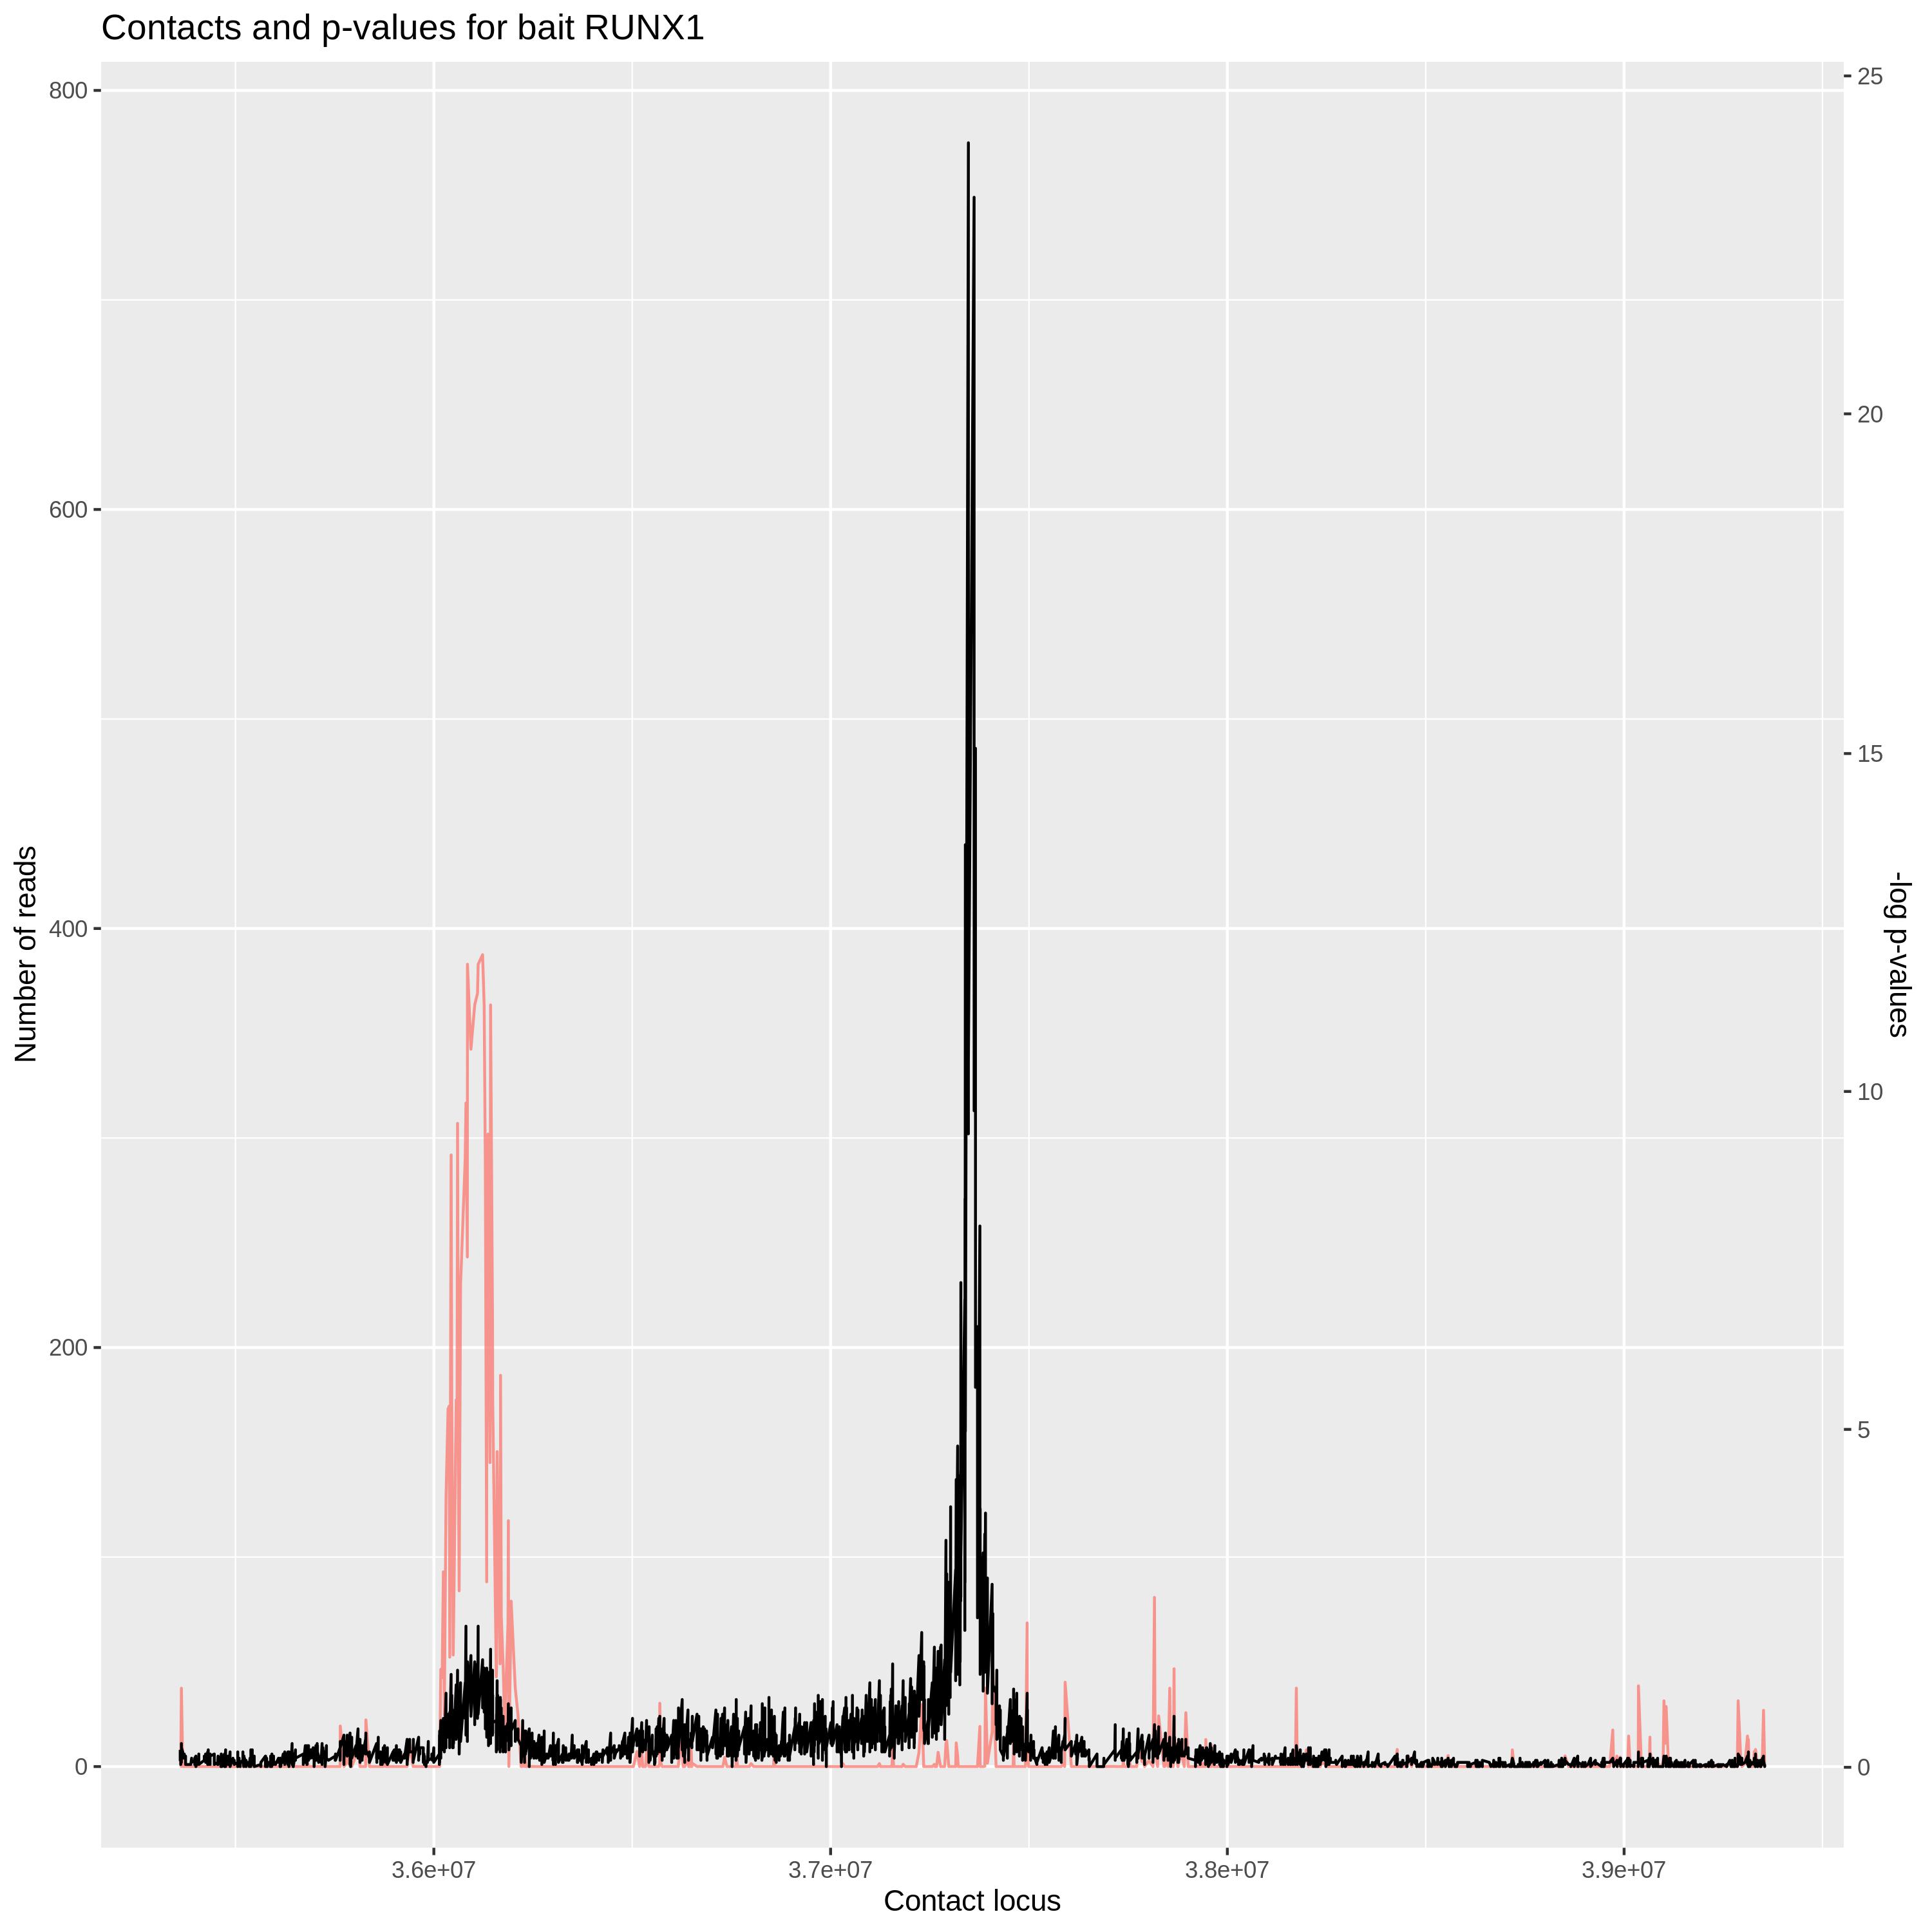 Contacts and p-values for bait RUNX1
800
600
400
200
0
Number of reads
25
20
15
10
5
0
-log p-values
3.6e+07
3.7e+07
3.8e+07
3.9e+07
Contact locus